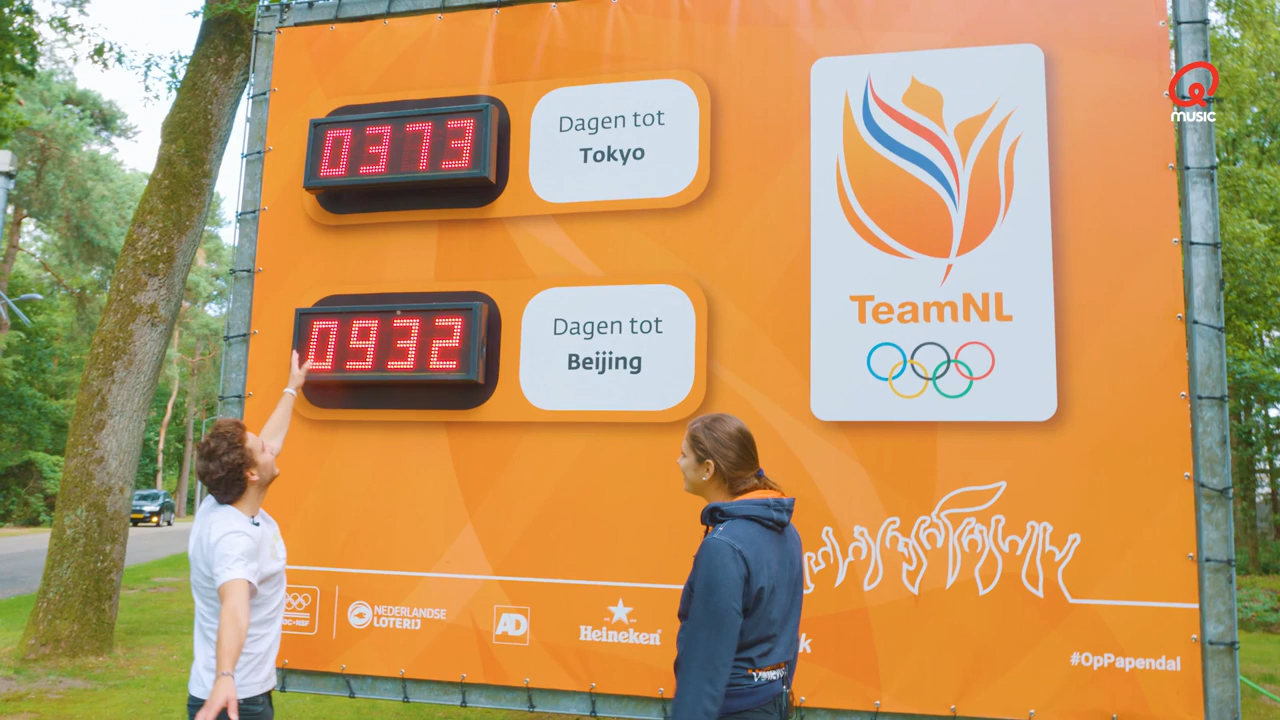 0373
Dagen tot
Tokyo
0932
Dagen tot
Beijing
TeamNL
music
NEDERLANDSE
LOTERIJ
AD
Heineken
#OpPapendal